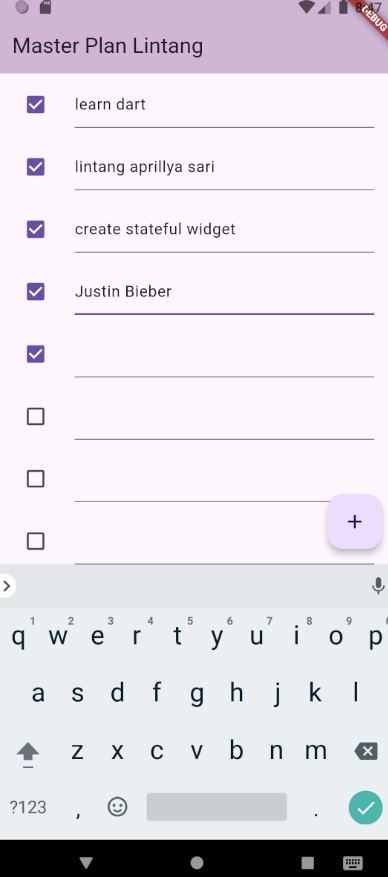 8:47
DEBUG
Master Plan Lintang
learn dart
lintang aprillya sari
create stateful widget
Justin Bieber
+
1 2 3 4 5 6 7 8 9
q w e r t y u i o p
a s d f g h j k l
z x c v b n m
?123 , .